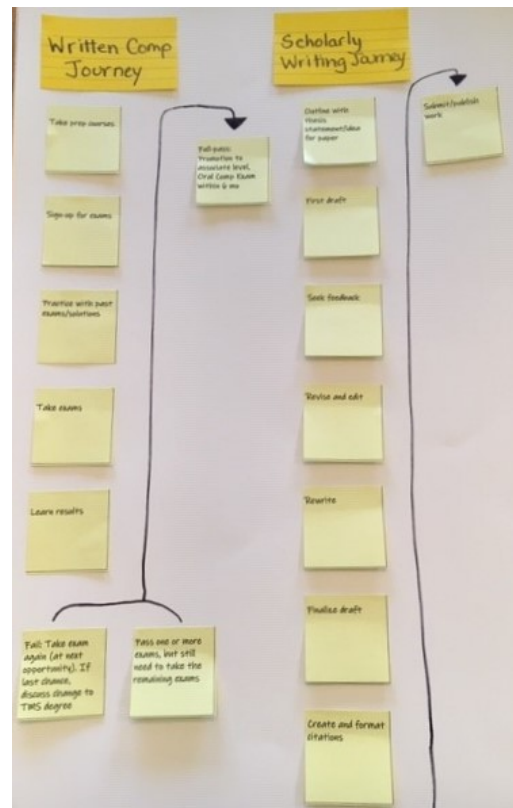 Written Comp
Journey
Take prep courses
Sign-up for exams
Practice with past
exams/solutions
Take exams
Learn results
Fail: Take exam
again (at next
opportunity). If
last chance,
discuss change to
TMS degree
Pass one or more
exams, but still
need to take the
remaining exams
Full pass:
Promotion to
associate level,
Oral Comp Exam
within 6 mo
Scholarly
Writing Journey
Outline with
thesis
statement/idea
for paper
First draft
Seek feedback
Revise and edit
Rewrite
Finalize draft
Create and format
citations
Submit/publish
work